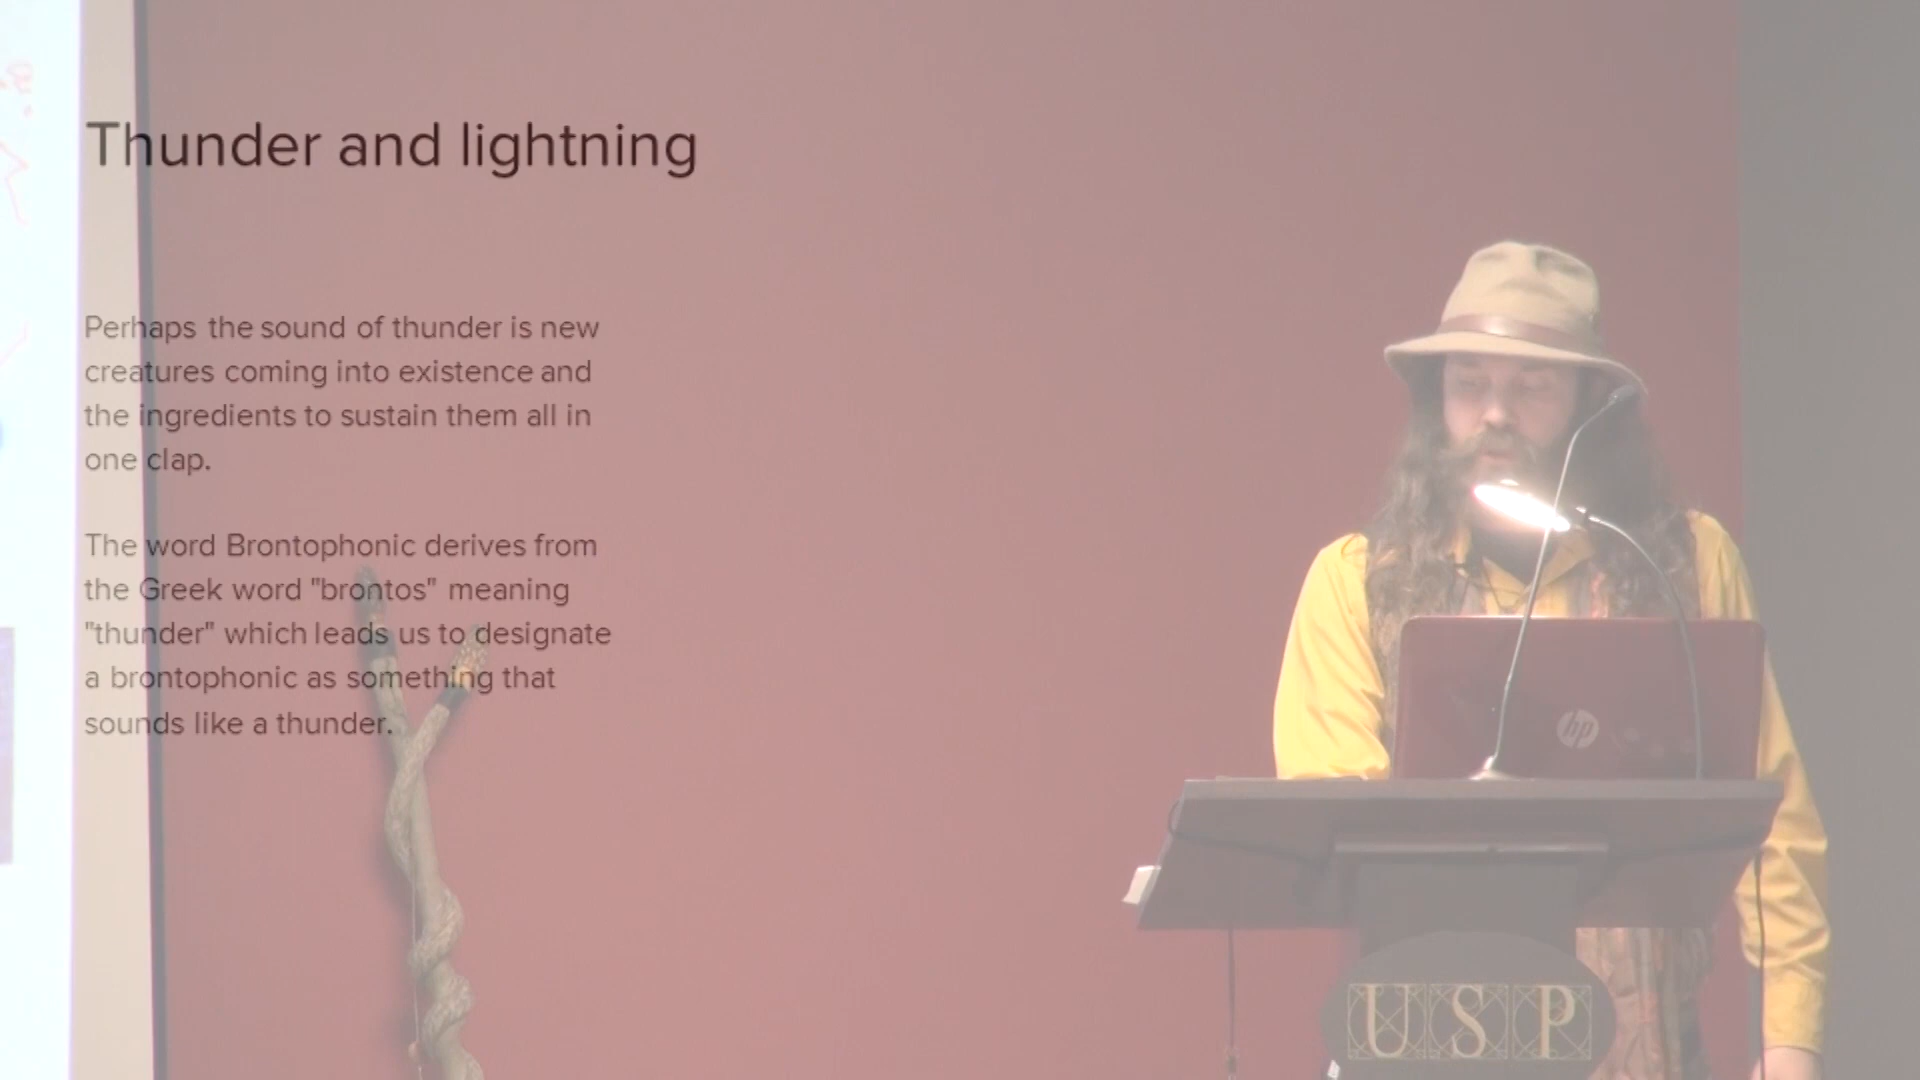 Thunder and lightning
Perhaps the sound of thunder is new
creatures coming into existence and
the ingredients to sustain them all in
one clap.
The word Brontophonic derives from
the Greek word "brontos" meaning
"thunder" which leads us to designate
a brontophonic as something that
sounds like a thunder.
hp
USP